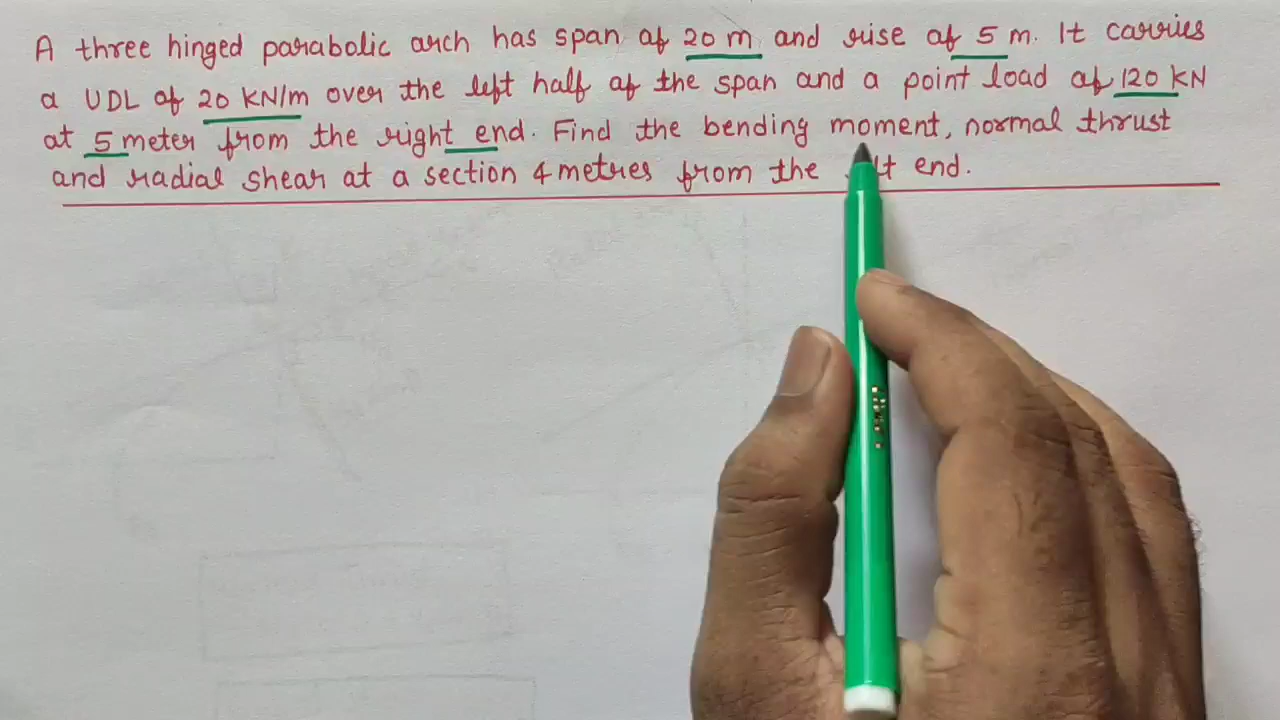 A three hinged parabolic arch has span of 20 m and rise of 5 m. It carries
a UDL of 20 KN/m over the left half of the span and a point load of 120 KN
at 5 meter from the right end. Find the bending moment, normal thrust
and radial shear at a section 4 metres from the end.